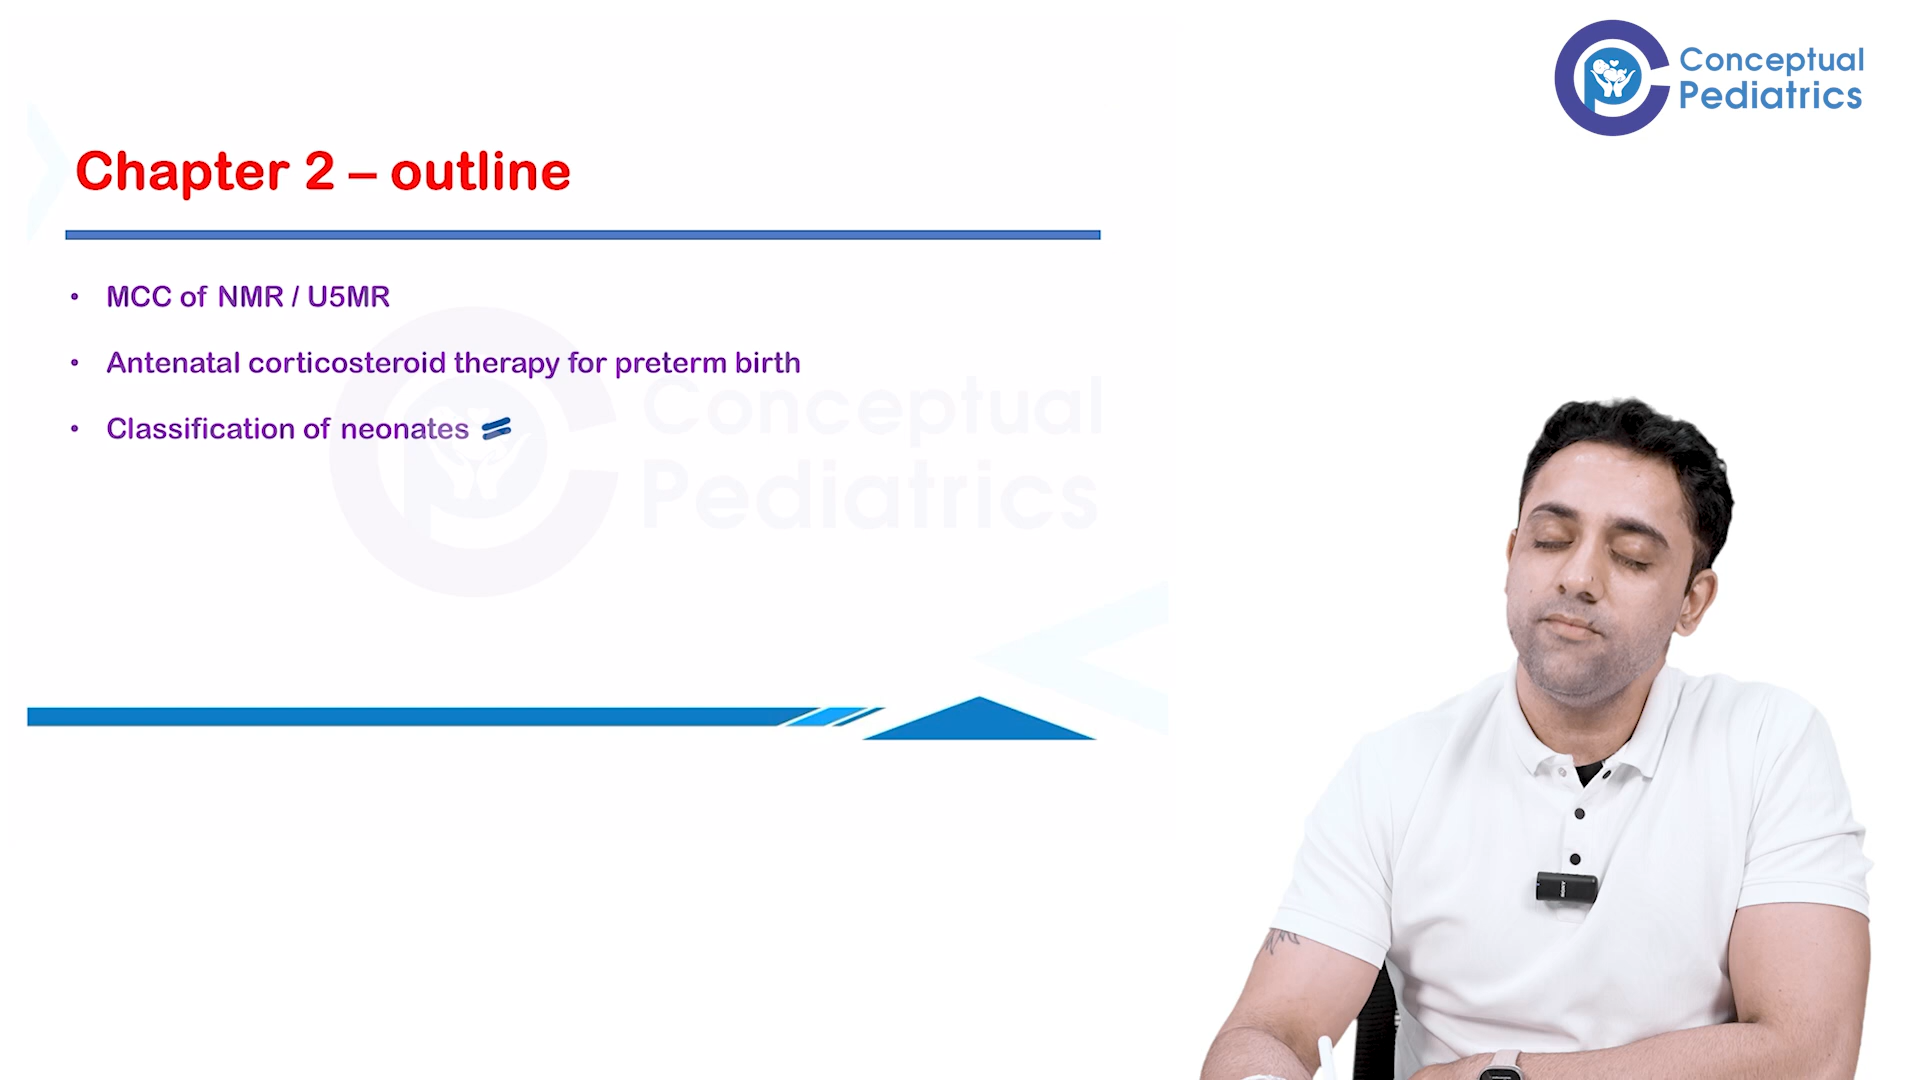 Conceptual
Pediatrics
Chapter 2 – outline
• MCC of NMR / U5MR
• Antenatal corticosteroid therapy for preterm birth
• Classification of neonates
Conceptual
Pediatrics
SONY